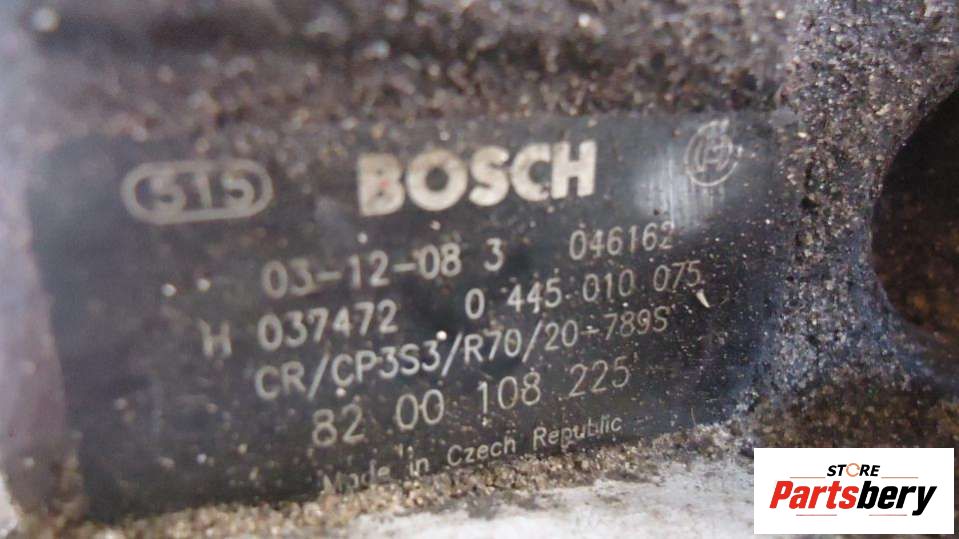 515 BOSCH
03-12-08 3 046162
H 037472 0 445 010 075
CR/CP3S3/R70/20-789S
82 00 108 225
Made in Czech Republic
STORE
Partsbery